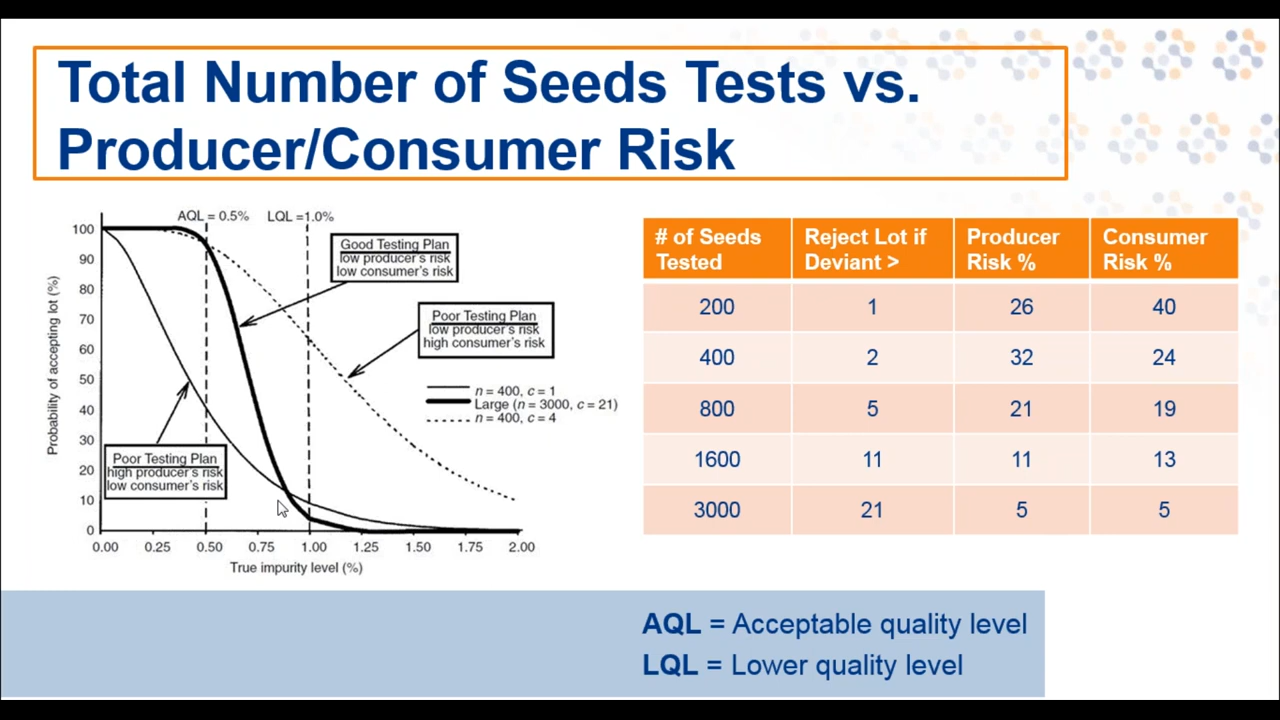 Total Number of Seeds Tests vs.
Producer/Consumer Risk
AQL = 0.5%
LQL =1.0%
Probability of accepting lot (%)
100
90
80
70
60
50
40
30
20
10
0
Good Testing Plan
low producer's risk
low consumer's risk
Poor Testing Plan
low producer's risk
high consumer's risk
n = 400, c = 1
Large (n = 3000, c = 21)
n = 400, c = 4
Poor Testing Plan
high producer's risk
low consumer's risk
0.00 0.25 0.50 0.75 1.00 1.25 1.50 1.75 2.00
True impurity level (%)
# of Seeds Tested
Reject Lot if Deviant >
Producer Risk %
Consumer Risk %
200 1 26 40
400 2 32 24
800 5 21 19
1600 11 11 13
3000 21 5 5
AQL = Acceptable quality level
LQL = Lower quality level